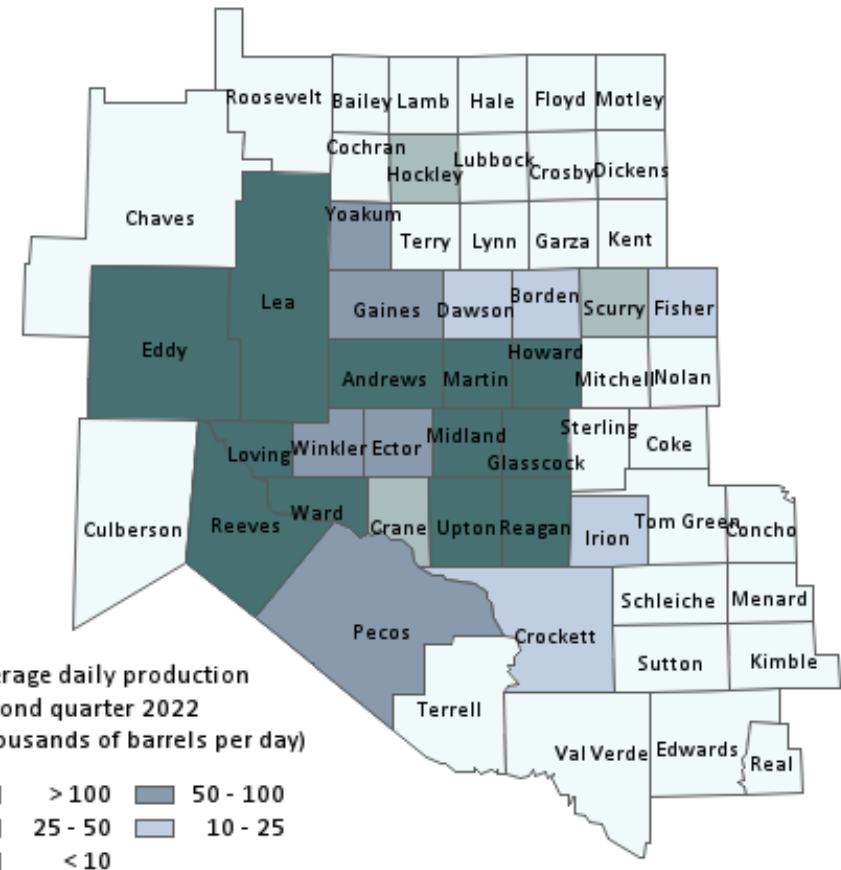 Roosevelt Bailey Lamb Hale Floyd Motley
Cochran Hockley Lubbock Crosby Dickens
Chaves Yoakum Terry Lynn Garza Kent
Lea Gaines Dawson Borden Scurry Fisher
Eddy Andrews Martin Howard Mitchell Nolan
Loving Winkler Ector Midland Glasscock Sterling Coke
Culberson Reeves Ward Crane Upton Reagan Irion Tom Green Concho
Pecos Crockett Schleiche Menard
Sutton Kimble
Terrell Val Verde Edwards Real
erage daily production
ond quarter 2022
ousands of barrels per day)
> 100 50 - 100
25 - 50 10 - 25
< 10